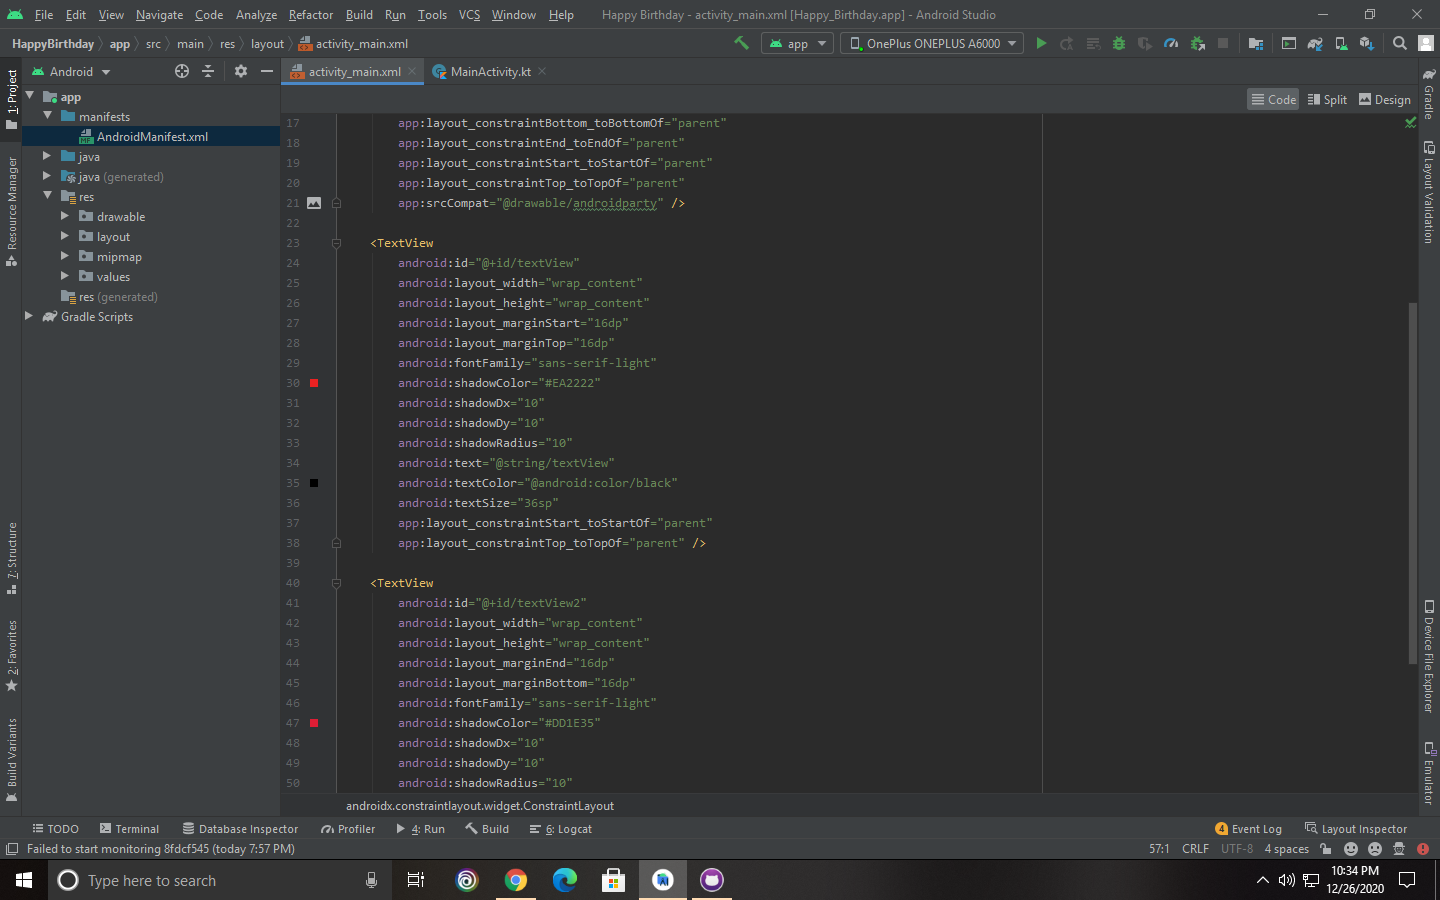 File Edit View Navigate Code Analyze Refactor Build Run Tools VCS Window Help Happy Birthday - activity_main.xml [Happy_Birthday.app] - Android Studio
HappyBirthday app src main res layout activity_main.xml app OnePlus ONEPLUS A6000
Android activity_main.xml MainActivity.kt
Code Split Design
1: Project
Resource Manager
7: Structure
2: Favorites
Build Variants
app
manifests
AndroidManifest.xml
java
java (generated)
res
drawable
layout
mipmap
values
res (generated)
Gradle Scripts
17 app:layout_constraintBottom_toBottomOf="parent"
18 app:layout_constraintEnd_toEndOf="parent"
19 app:layout_constraintStart_toStartOf="parent"
20 app:layout_constraintTop_toTopOf="parent"
21 app:srcCompat="@drawable/androidparty" />
22
23 <TextView
24 android:id="@+id/textView"
25 android:layout_width="wrap_content"
26 android:layout_height="wrap_content"
27 android:layout_marginStart="16dp"
28 android:layout_marginTop="16dp"
29 android:fontFamily="sans-serif-light"
30 android:shadowColor="#EA2222"
31 android:shadowDx="10"
32 android:shadowDy="10"
33 android:shadowRadius="10"
34 android:text="@string/textView"
35 android:textColor="@android:color/black"
36 android:textSize="36sp"
37 app:layout_constraintStart_toStartOf="parent"
38 app:layout_constraintTop_toTopOf="parent" />
39
40 <TextView
41 android:id="@+id/textView2"
42 android:layout_width="wrap_content"
43 android:layout_height="wrap_content"
44 android:layout_marginEnd="16dp"
45 android:layout_marginBottom="16dp"
46 android:fontFamily="sans-serif-light"
47 android:shadowColor="#DD1E35"
48 android:shadowDx="10"
49 android:shadowDy="10"
50 android:shadowRadius="10"
androidx.constraintlayout.widget.ConstraintLayout
Gradle
Layout Validation
Device File Explorer
Emulator
TODO Terminal Database Inspector Profiler 4: Run Build 6: Logcat 4 Event Log Layout Inspector
Failed to start monitoring 8fdcf545 (today 7:57 PM) 57:1 CRLF UTF-8 4 spaces
Type here to search
10:34 PM
12/26/2020